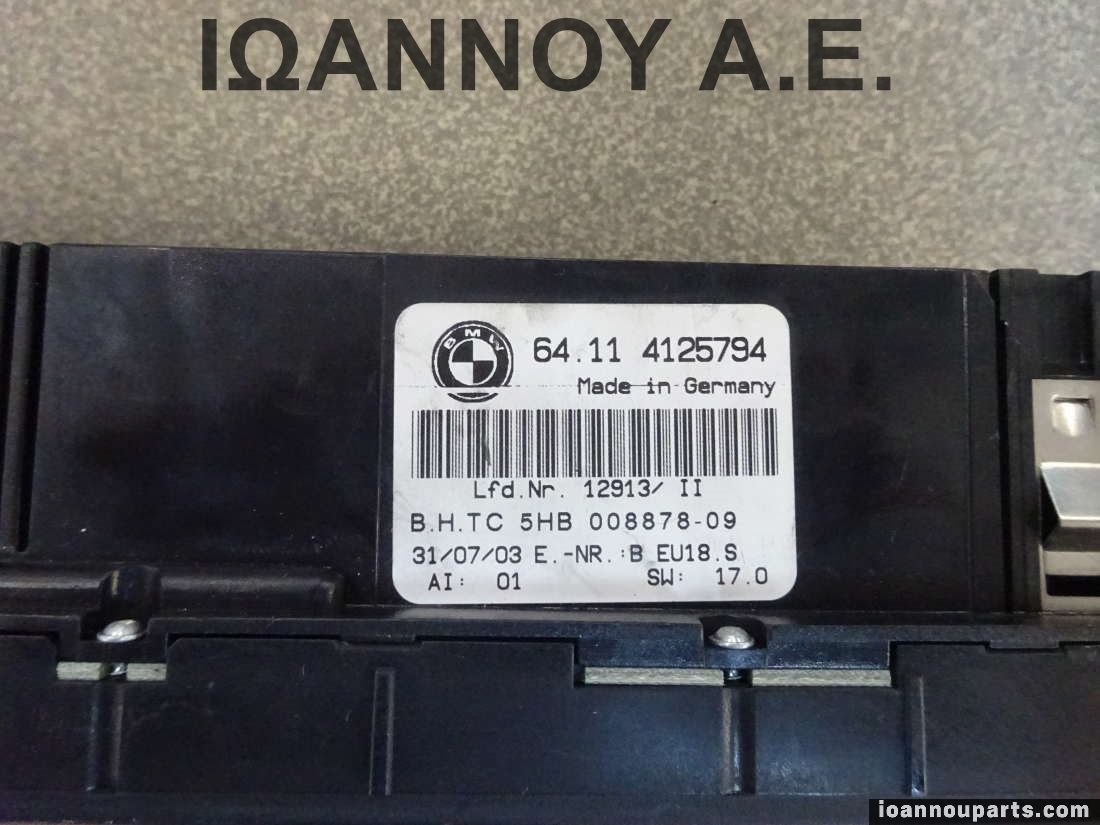 ΙΩΑΝΝΟΥ Α.Ε.
BMW
64.11 4125794
Made in Germany
Lfd.Nr. 12913/ II
B.H.TC 5HB 008878-09
31/07/03 E.-NR.:B EU18.S
AI: 01 SW: 17.0
ioannouparts.com